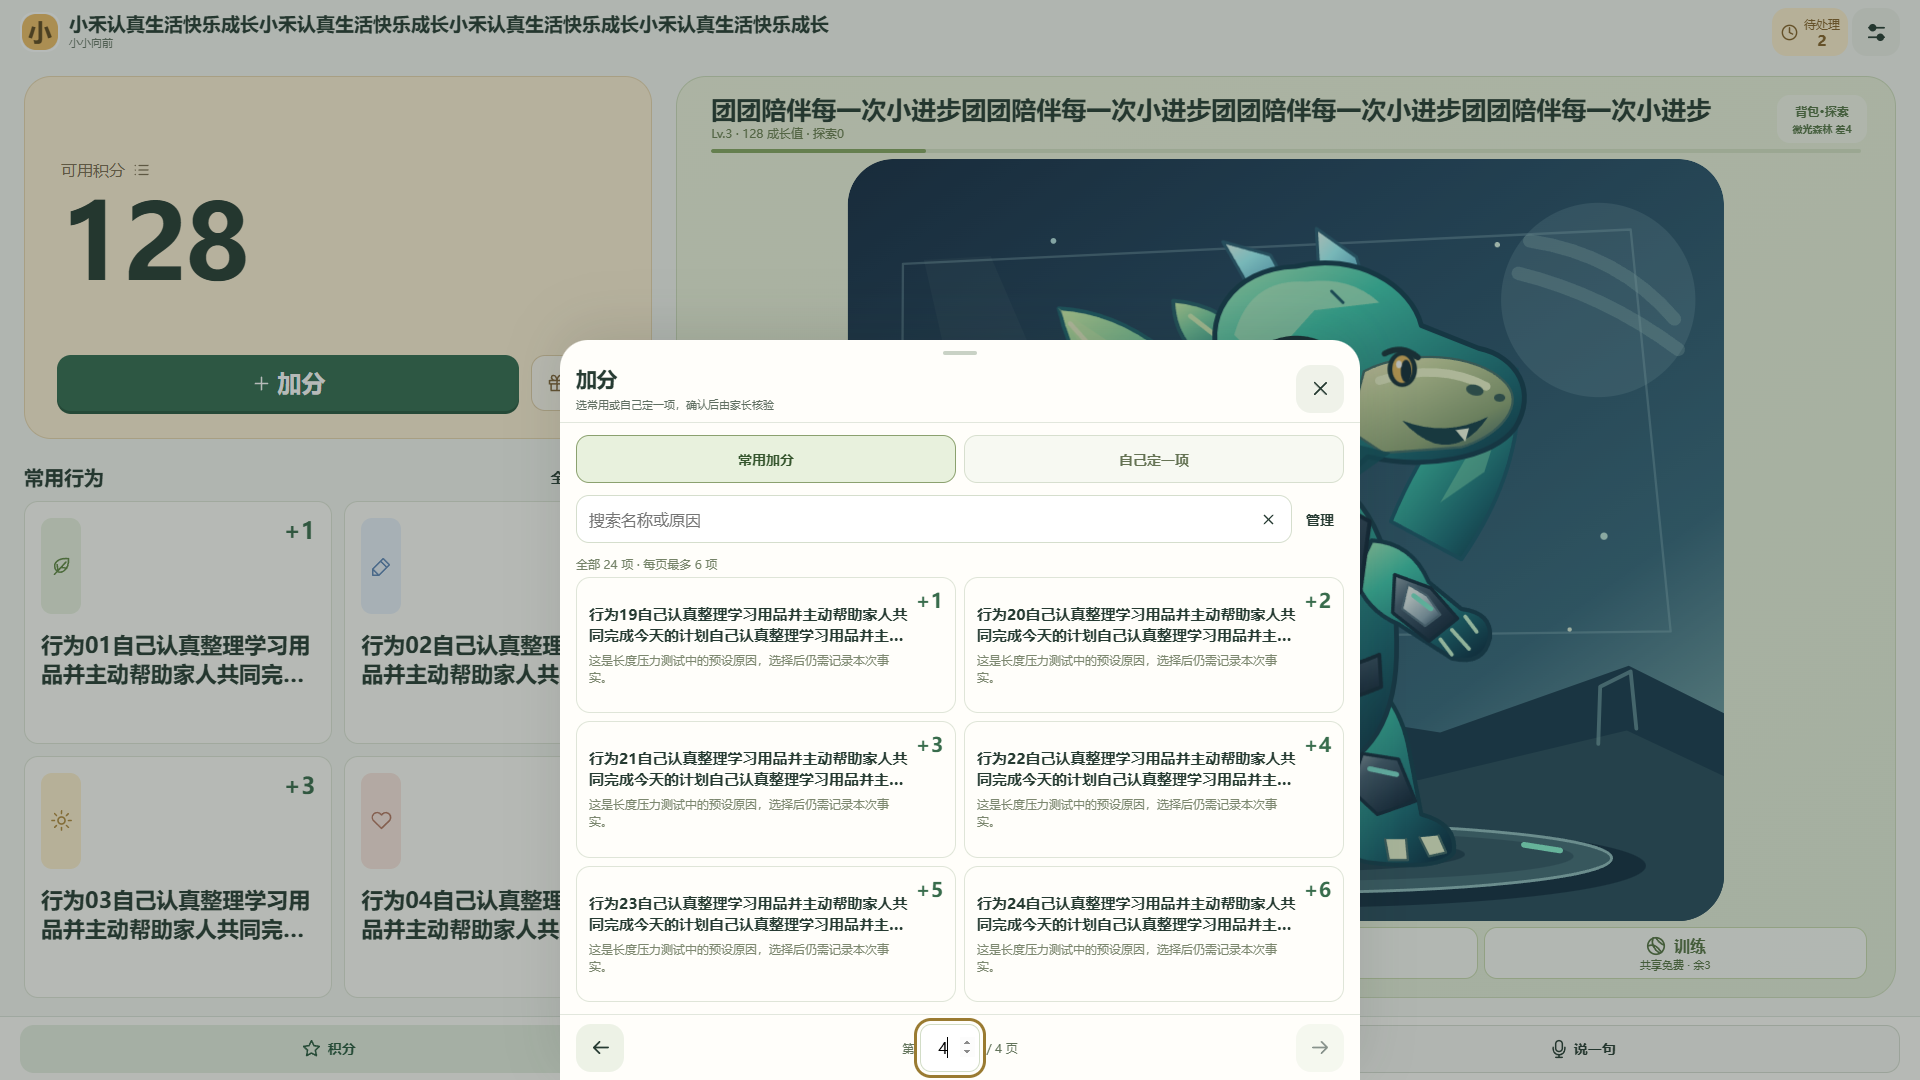 小
小禾认真生活快乐成长小禾认真生活快乐成长小禾认真生活快乐成长小禾认真生活快乐成长
小小向前
待处理
2
可用积分
128
+ 加分
团团陪伴每一次小进步团团陪伴每一次小进步团团陪伴每一次小进步团团陪伴每一次小进步
Lv.3 · 128 成长值 · 探索0
背包·探索
微光森林 差4
常用行为
全
+1
行为01自己认真整理学习用
品并主动帮助家人共同完...
行为02自己认真整理
品并主动帮助家人共
+3
行为03自己认真整理学习用
品并主动帮助家人共同完...
行为04自己认真整理
品并主动帮助家人共
加分
选常用或自己定一项，确认后由家长核验
常用加分
自己定一项
搜索名称或原因
管理
全部 24 项 · 每页最多 6 项
行为19自己认真整理学习用品并主动帮助家人共
同完成今天的计划自己认真整理学习用品并主...
+1
这是长度压力测试中的预设原因，选择后仍需记录本次事
实。
行为20自己认真整理学习用品并主动帮助家人共
同完成今天的计划自己认真整理学习用品并主...
+2
这是长度压力测试中的预设原因，选择后仍需记录本次事
实。
行为21自己认真整理学习用品并主动帮助家人共
同完成今天的计划自己认真整理学习用品并主...
+3
这是长度压力测试中的预设原因，选择后仍需记录本次事
实。
行为22自己认真整理学习用品并主动帮助家人共
同完成今天的计划自己认真整理学习用品并主...
+4
这是长度压力测试中的预设原因，选择后仍需记录本次事
实。
行为23自己认真整理学习用品并主动帮助家人共
同完成今天的计划自己认真整理学习用品并主...
+5
这是长度压力测试中的预设原因，选择后仍需记录本次事
实。
行为24自己认真整理学习用品并主动帮助家人共
同完成今天的计划自己认真整理学习用品并主...
+6
这是长度压力测试中的预设原因，选择后仍需记录本次事
实。
第 4 / 4 页
训练
共享免费 · 余3
积分
说一句